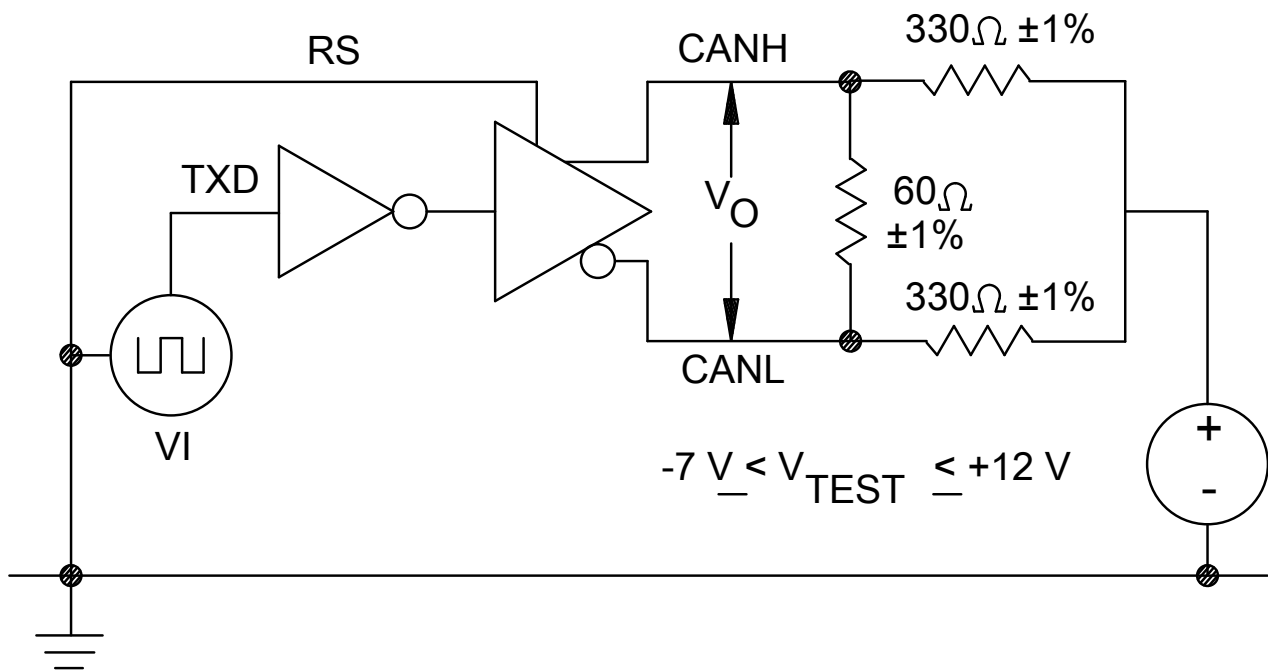 330Ω ±1%
RS
CANH
TXD
VO
60Ω
±1%
330Ω ±1%
CANL
VI
-7 V ≤ VTEST ≤ +12 V
+
-